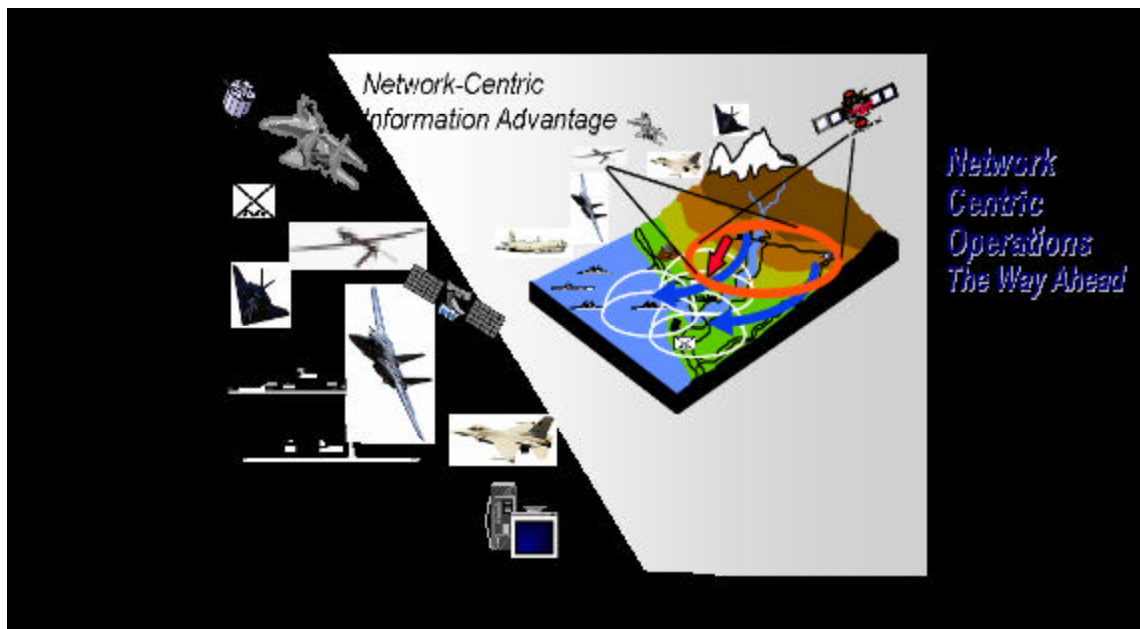 Network-Centric
Information Advantage
Network
Centric
Operations
The Way Ahead